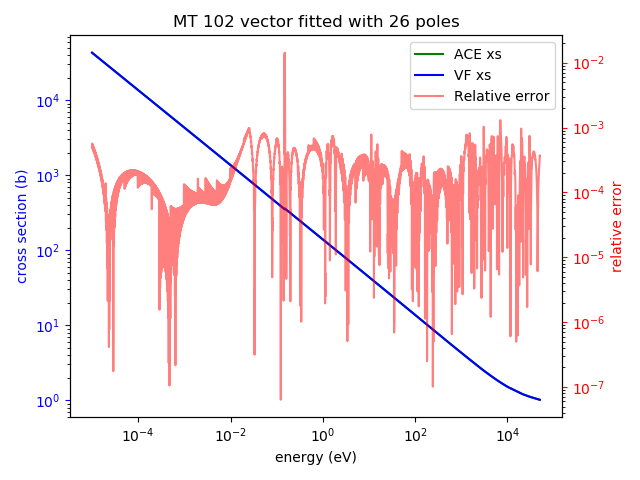 MT 102 vector fitted with 26 poles
ACE xs
VF xs
Relative error
cross section (b)
10^4
10^3
10^2
10^1
10^0
relative error
10^-2
10^-3
10^-4
10^-5
10^-6
10^-7
10^-4
10^-2
10^0
10^2
10^4
energy (eV)